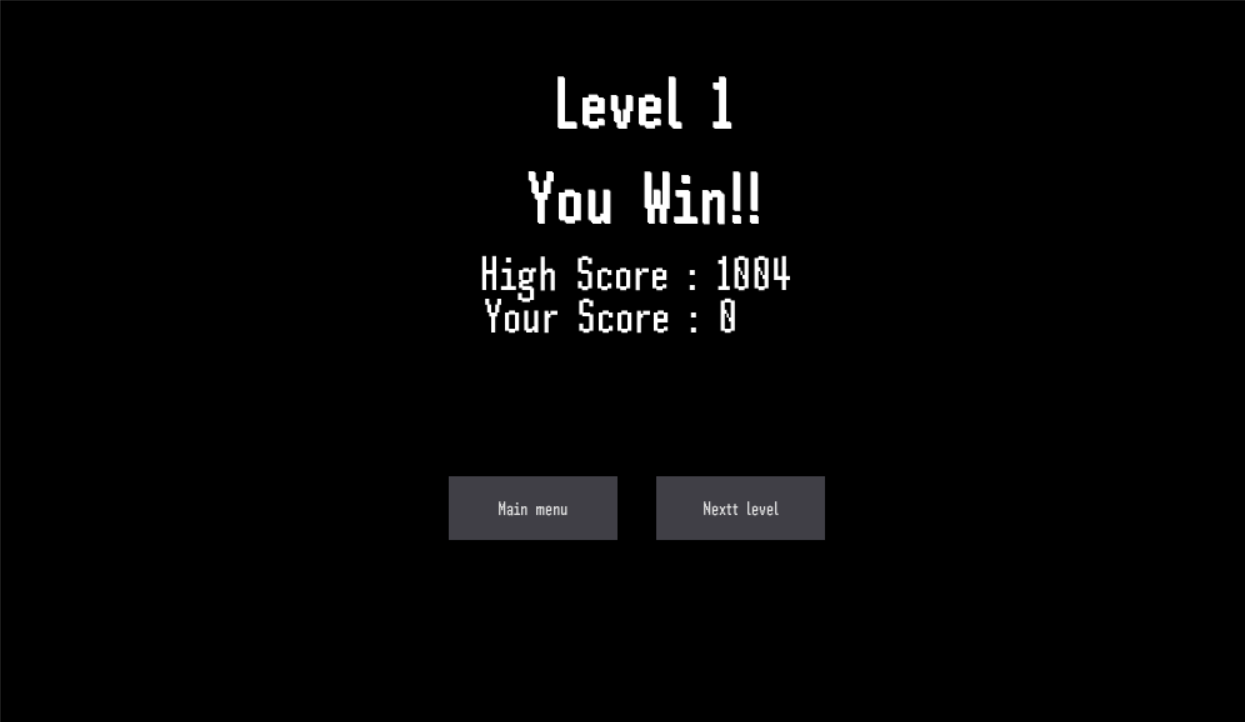 Level 1
You Win!!
High Score : 1004
Your Score : 0
Main menu
Nextt level